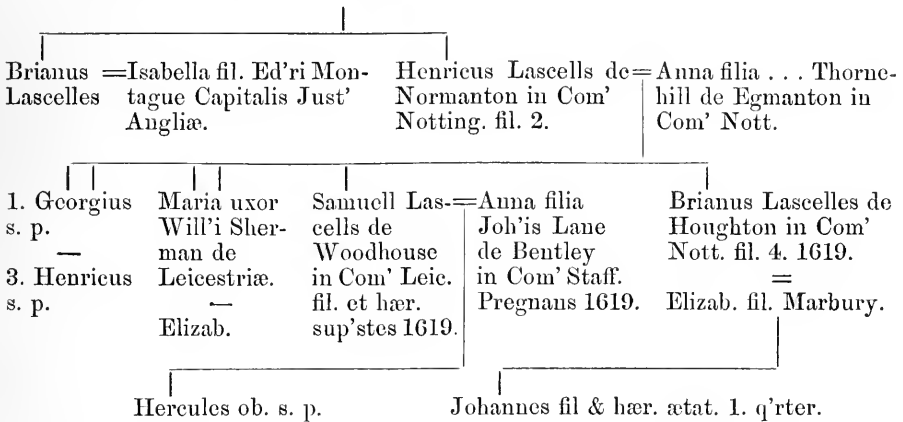 Brianus =Isabella fil. Ed'ri Mon-
Lascelles tague Capitalis Just'
Angliæ.
Henricus Lascells de=
Normanton in Com'
Notting. fil. 2.
Anna filia . . . Thorne-
hill de Egmanton in
Com' Nott.
1. Georgius
s. p.
—
3. Henricus
s. p.
Maria uxor
Will'i Sher-
man de
Leicestriæ.
—
Elizab.
Samuell Las-=
cells de
Woodhouse
in Com' Leic.
fil. et hær.
sup'stes 1619.
Anna filia
Joh'is Lane
de Bentley
in Com' Staff.
Pregnans 1619.
Brianus Lascelles de
Houghton in Com'
Nott. fil. 4. 1619.
=
Elizab. fil. Marbury.
Hercules ob. s. p.
Johannes fil & hær. ætat. 1. q'rter.